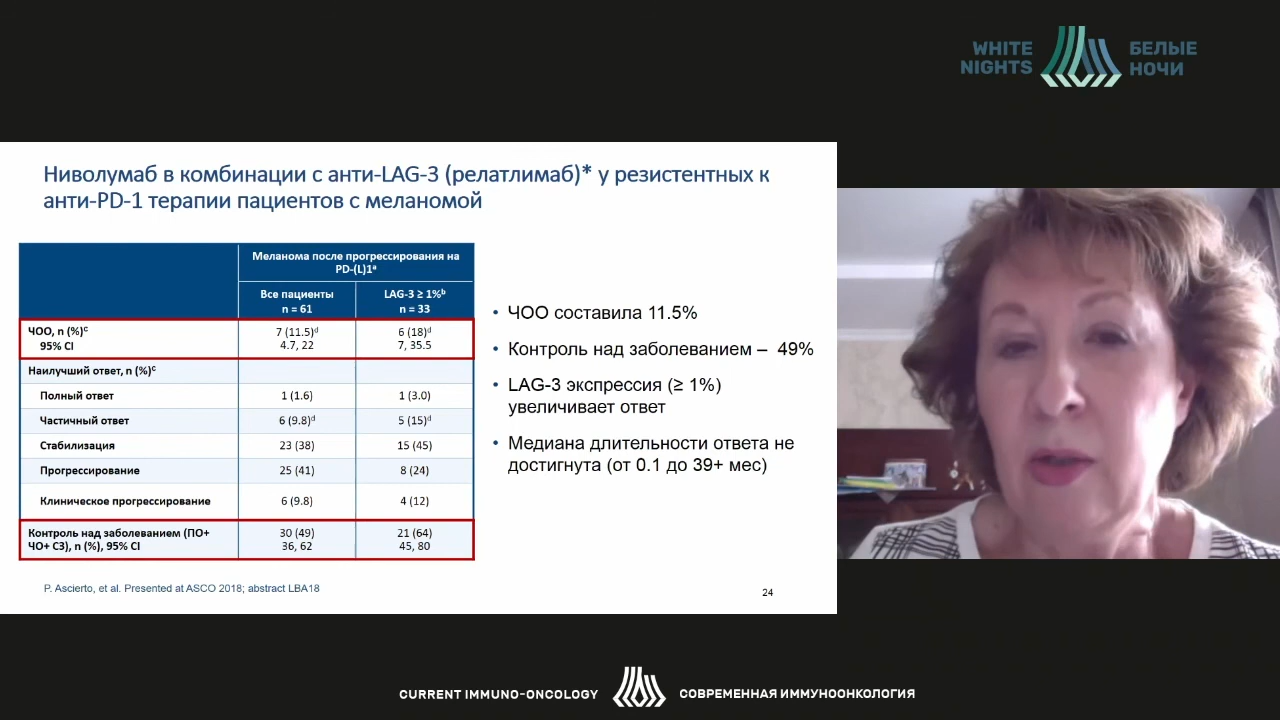 WHITE
NIGHTS
БЕЛЫЕ
НОЧИ
Ниволумаб в комбинации с анти-LAG-3 (релатлимаб)* у резистентных к
анти-PD-1 терапии пациентов с меланомой
Меланома после прогрессирования на
PD-(L)1ᵃ
Все пациенты
n = 61
LAG-3 ≥ 1%ᵇ
n = 33
ЧОО, n (%)ᶜ
95% CI
7 (11.5)ᵈ
4.7, 22
6 (18)ᵈ
7, 35.5
Наилучший ответ, n (%)ᶜ
Полный ответ
1 (1.6)
1 (3.0)
Частичный ответ
6 (9.8)ᵈ
5 (15)ᵈ
Стабилизация
23 (38)
15 (45)
Прогрессирование
25 (41)
8 (24)
Клиническое прогрессирование
6 (9.8)
4 (12)
Контроль над заболеванием (ПО+
ЧО+ СЗ), n (%), 95% CI
30 (49)
36, 62
21 (64)
45, 80
• ЧОО составила 11.5%
• Контроль над заболеванием – 49%
• LAG-3 экспрессия (≥ 1%)
увеличивает ответ
• Медиана длительности ответа не
достигнута (от 0.1 до 39+ мес)
P. Ascierto, et al. Presented at ASCO 2018; abstract LBA18
24
CURRENT IMMUNO-ONCOLOGY
СОВРЕМЕННАЯ ИММУНООНКОЛОГИЯ